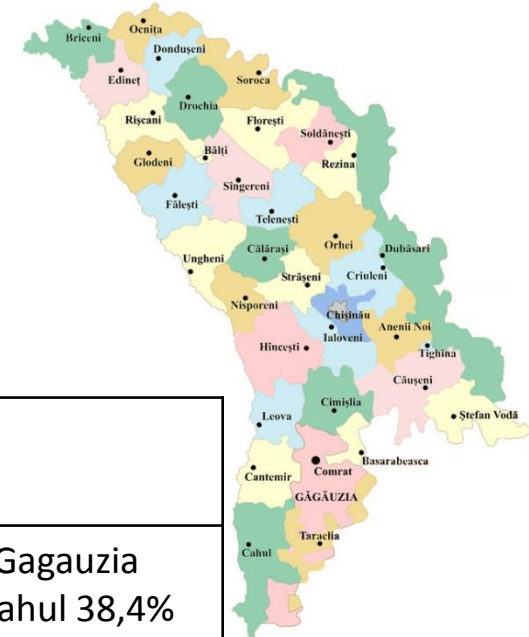 Ocnița
Briceni
Dondușeni
Edineț
Soroca
Drochia
Rîșcani
Florești
Soldănești
Bălți
Glodeni
Rezina
Sîngereni
Fălești
Telenești
Orhei
Ungheni
Călărași
Dubăsari
Strășeni
Criuleni
Nisporeni
Chișinău
Anenii Noi
Ialoveni
Hîncești
Tighina
Căușeni
Cimișlia
Leova
Ștefan Vodă
Basarabeasca
Cantemir
Comrat
GĂGĂUZIA
Taraclia
Cahul
Gagauzia
ahul 38,4%